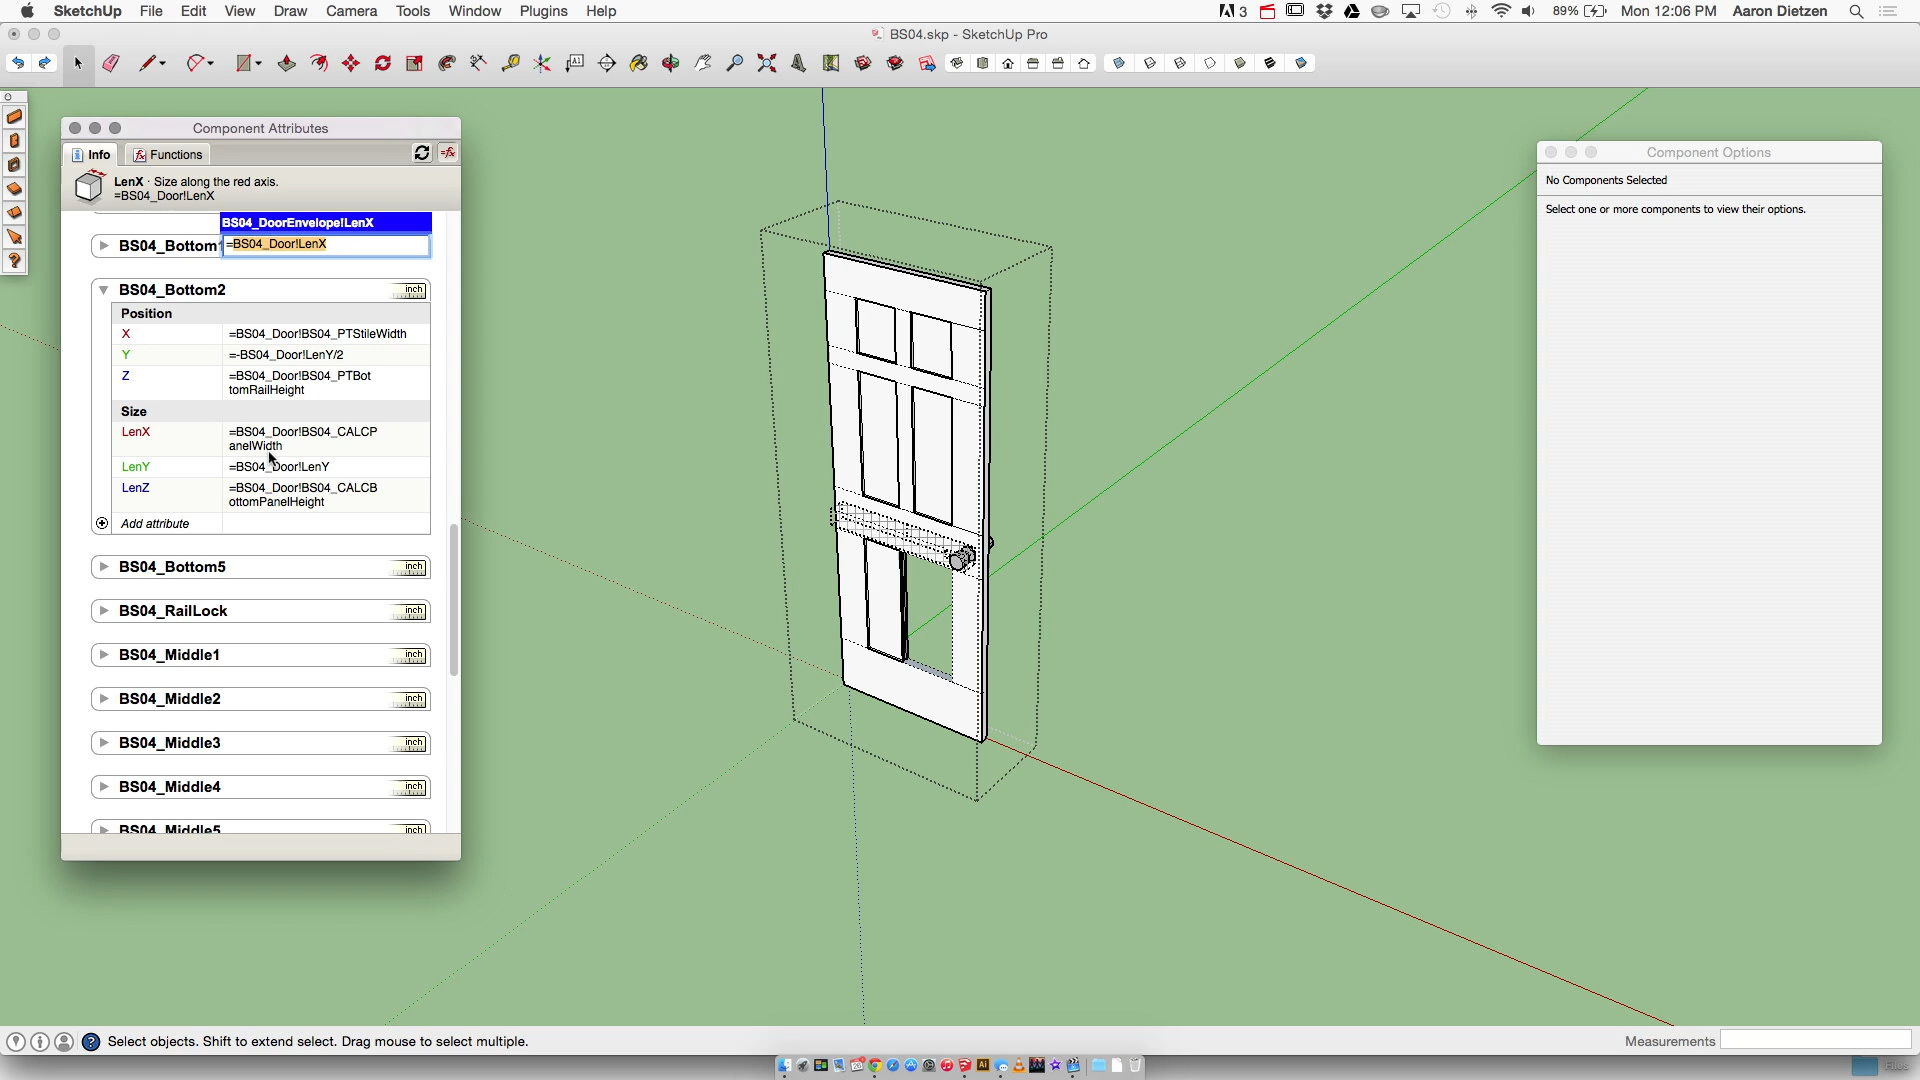 SketchUp File Edit View Draw Camera Tools Window Plugins Help
3 89% Mon 12:06 PM Aaron Dietzen
BS04.skp - SketchUp Pro
Component Attributes
Info Functions
=fx
LenX · Size along the red axis.
=BS04_Door!LenX
BS04_DoorEnvelope!LenX
BS04_Bottom1
=BS04_Door!LenX
BS04_Bottom2 inch
Position
X =BS04_Door!BS04_PTStileWidth
Y =-BS04_Door!LenY/2
Z =BS04_Door!BS04_PTBot
tomRailHeight
Size
LenX =BS04_Door!BS04_CALCP
anelWidth
LenY =BS04_Door!LenY
LenZ =BS04_Door!BS04_CALCB
ottomPanelHeight
Add attribute
BS04_Bottom5 inch
BS04_RailLock inch
BS04_Middle1 inch
BS04_Middle2 inch
BS04_Middle3 inch
BS04_Middle4 inch
BS04_Middle5 inch
Component Options
No Components Selected
Select one or more components to view their options.
Select objects. Shift to extend select. Drag mouse to select multiple.
Measurements
Files